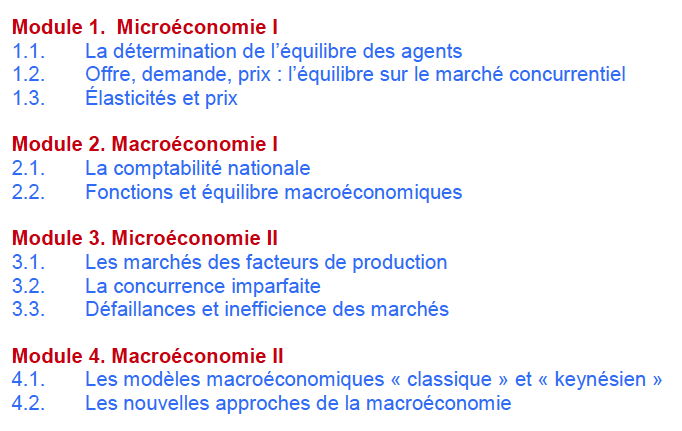 Module 1.  Microéconomie I
1.1. La détermination de l'équilibre des agents
1.2. Offre, demande, prix : l'équilibre sur le marché concurrentiel
1.3. Élasticités et prix
Module 2. Macroéconomie I
2.1. La comptabilité nationale
2.2. Fonctions et équilibre macroéconomiques
Module 3. Microéconomie II
3.1. Les marchés des facteurs de production
3.2. La concurrence imparfaite
3.3. Défaillances et inefficience des marchés
Module 4. Macroéconomie II
4.1. Les modèles macroéconomiques « classique » et « keynésien »
4.2. Les nouvelles approches de la macroéconomie